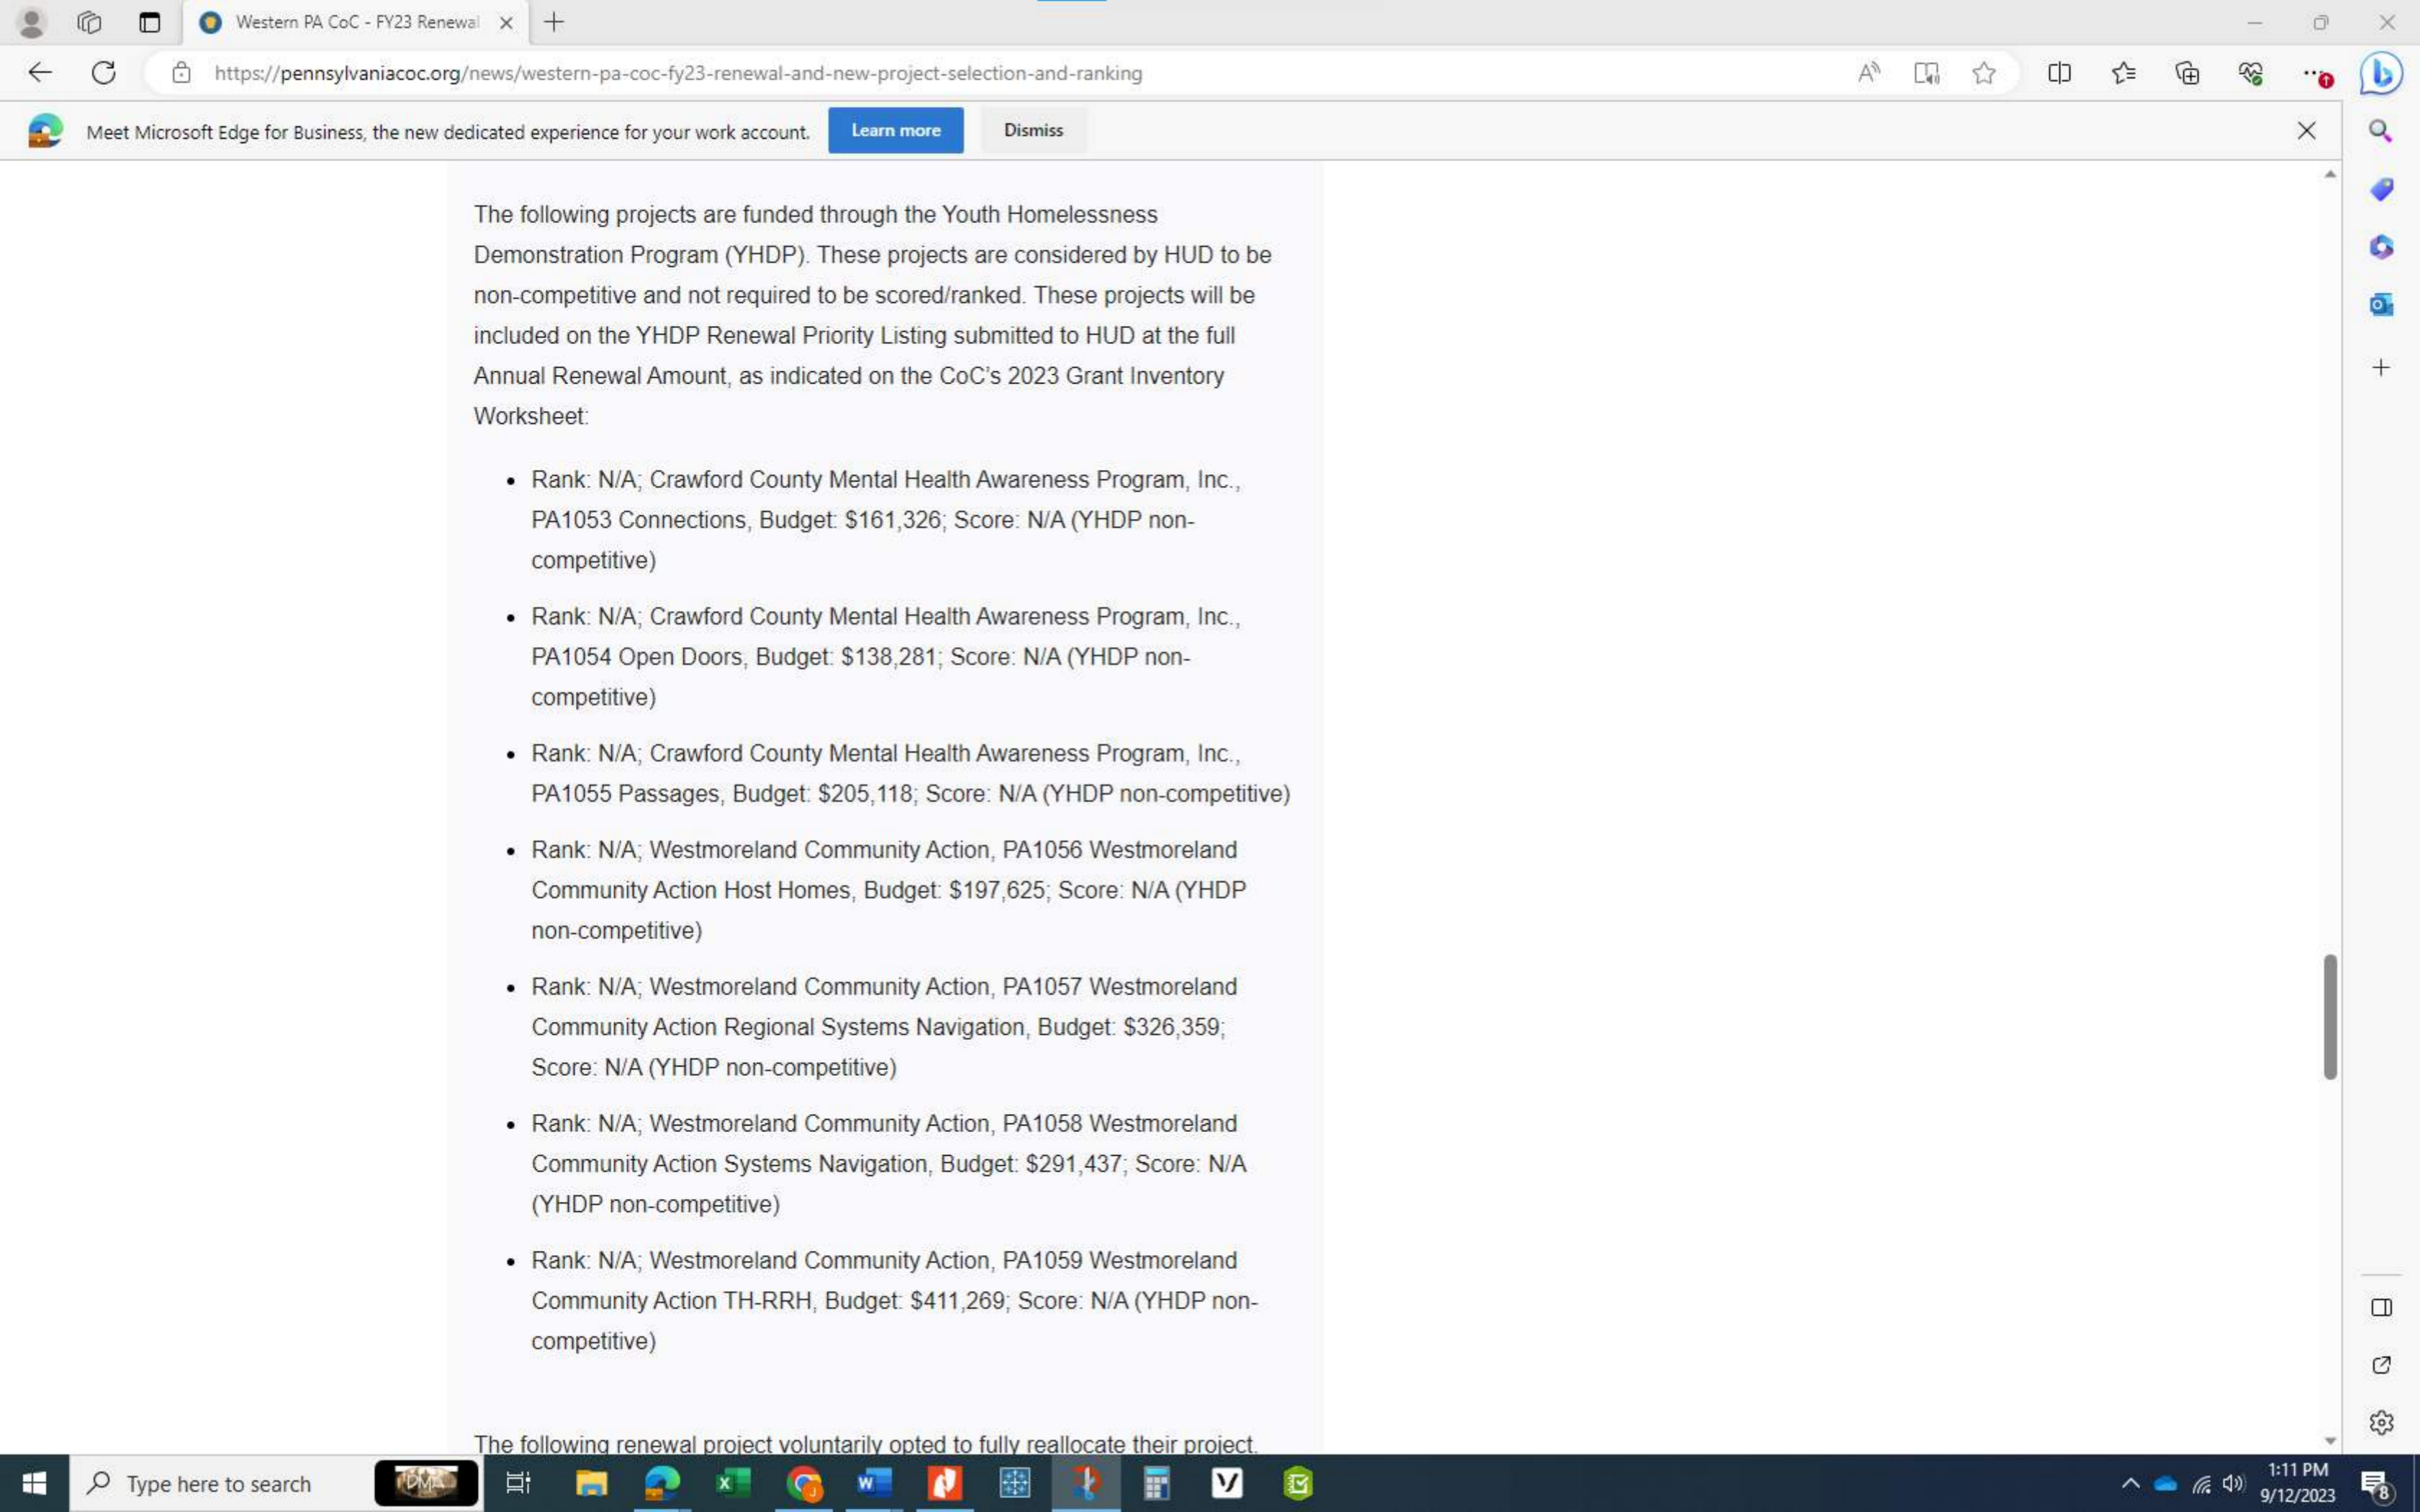 Western PA CoC - FY23 Renewal
https://pennsylvaniacoc.org/news/western-pa-coc-fy23-renewal-and-new-project-selection-and-ranking
Meet Microsoft Edge for Business, the new dedicated experience for your work account. Learn more Dismiss
The following projects are funded through the Youth Homelessness
Demonstration Program (YHDP). These projects are considered by HUD to be
non-competitive and not required to be scored/ranked. These projects will be
included on the YHDP Renewal Priority Listing submitted to HUD at the full
Annual Renewal Amount, as indicated on the CoC's 2023 Grant Inventory
Worksheet:
• Rank: N/A; Crawford County Mental Health Awareness Program, Inc.,
PA1053 Connections, Budget: $161,326; Score: N/A (YHDP non-
competitive)
• Rank: N/A; Crawford County Mental Health Awareness Program, Inc.,
PA1054 Open Doors, Budget: $138,281; Score: N/A (YHDP non-
competitive)
• Rank: N/A; Crawford County Mental Health Awareness Program, Inc.,
PA1055 Passages, Budget: $205,118; Score: N/A (YHDP non-competitive)
• Rank: N/A; Westmoreland Community Action, PA1056 Westmoreland
Community Action Host Homes, Budget: $197,625; Score: N/A (YHDP
non-competitive)
• Rank: N/A; Westmoreland Community Action, PA1057 Westmoreland
Community Action Regional Systems Navigation, Budget: $326,359;
Score: N/A (YHDP non-competitive)
• Rank: N/A; Westmoreland Community Action, PA1058 Westmoreland
Community Action Systems Navigation, Budget: $291,437; Score: N/A
(YHDP non-competitive)
• Rank: N/A; Westmoreland Community Action, PA1059 Westmoreland
Community Action TH-RRH, Budget: $411,269; Score: N/A (YHDP non-
competitive)
The following renewal project voluntarily opted to fully reallocate their project.
Type here to search
DMA
1:11 PM
9/12/2023
8